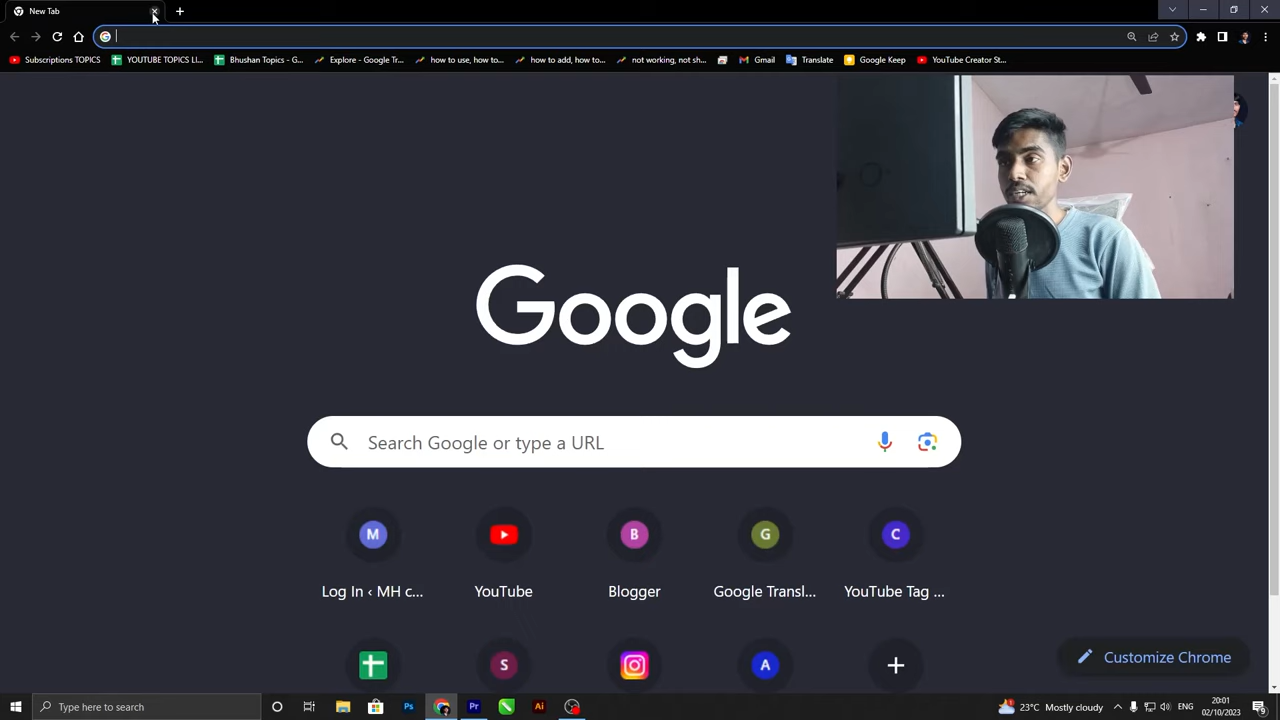 New Tab
Subscriptions TOPICS
YOUTUBE TOPICS LI...
Bhushan Topics - G...
Explore - Google Tr...
how to use, how to...
how to add, how to...
not working, not sh...
Gmail
Translate
Google Keep
YouTube Creator St...
Google
Search Google or type a URL
M
B
G
C
Log In ‹ MH c...
YouTube
Blogger
Google Transl...
YouTube Tag ...
S
A
Customize Chrome
Type here to search
Ps
Pr
Ai
23°C Mostly cloudy
ENG
20:01
02/10/2023